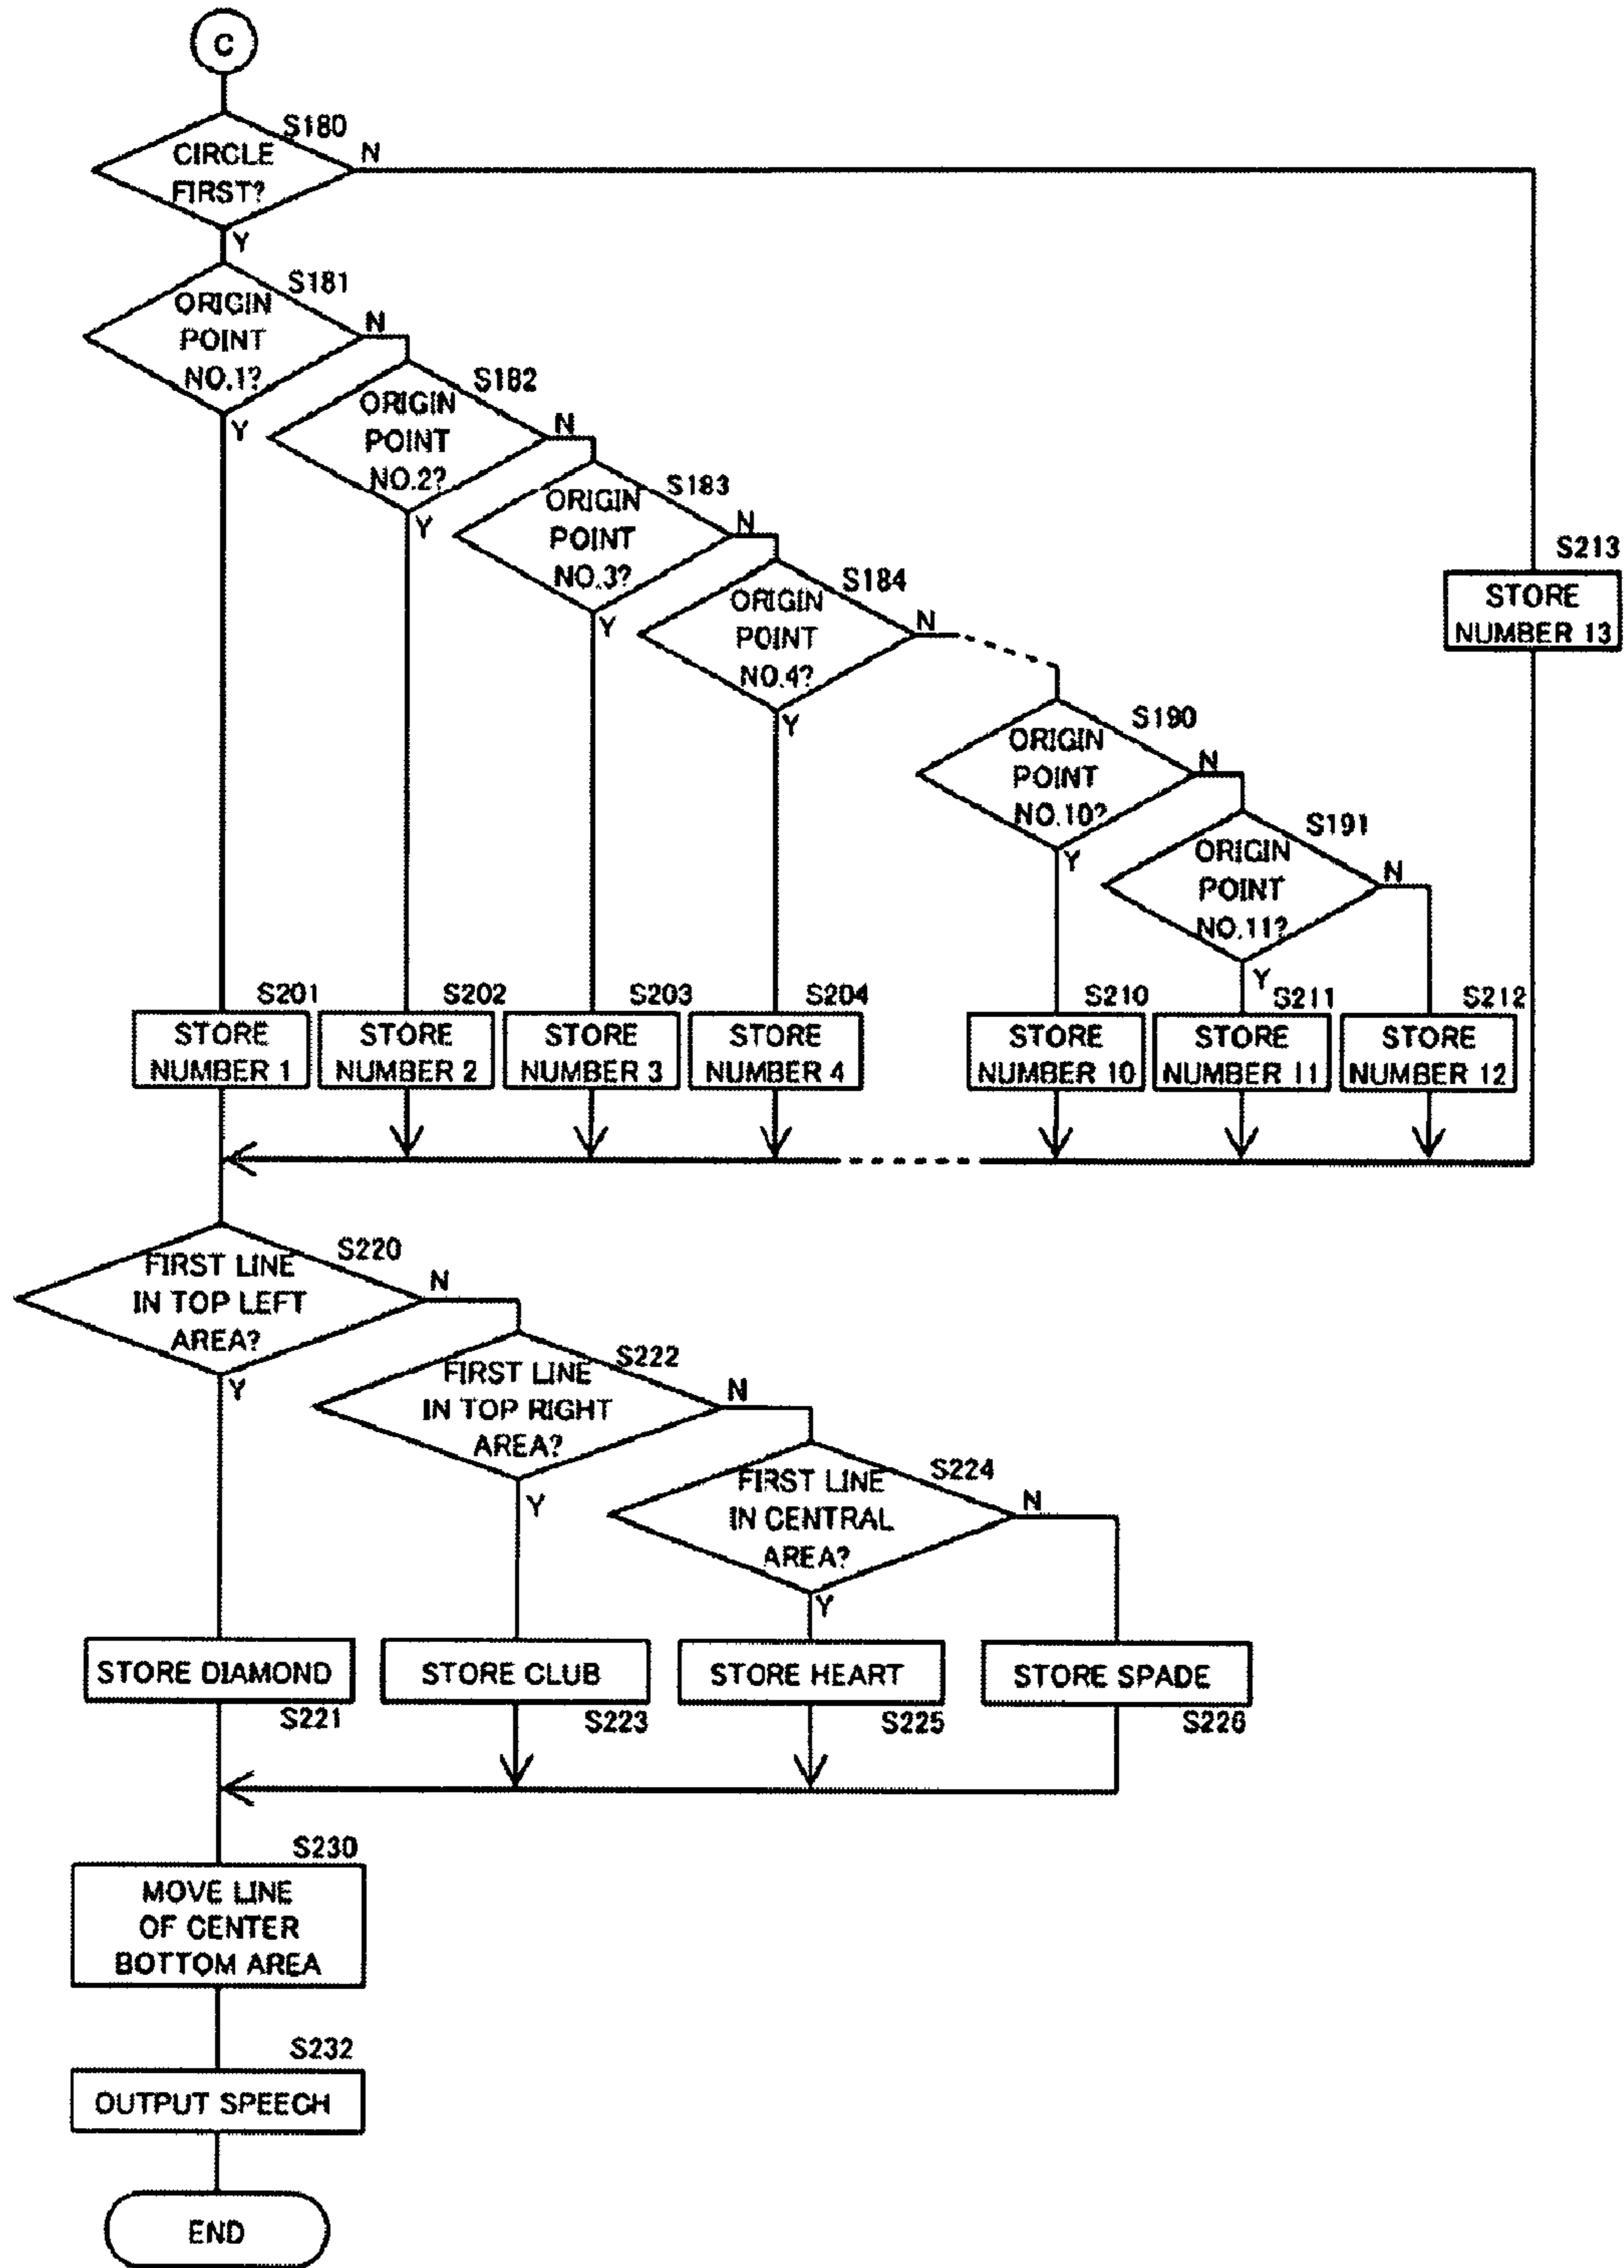 C
S180
CIRCLE
FIRST?
N
Y
S181
ORIGIN
POINT
NO.1?
N
Y
S182
ORIGIN
POINT
NO.2?
N
Y
S183
ORIGIN
POINT
NO.3?
N
Y
S184
ORIGIN
POINT
NO.4?
N
Y
S213
STORE
NUMBER 13
S190
ORIGIN
POINT
NO.10?
N
Y
S191
ORIGIN
POINT
NO.11?
N
Y
S201
STORE
NUMBER 1
S202
STORE
NUMBER 2
S203
STORE
NUMBER 3
S204
STORE
NUMBER 4
S210
STORE
NUMBER 10
S211
STORE
NUMBER 11
S212
STORE
NUMBER 12
S220
FIRST LINE
IN TOP LEFT
AREA?
N
Y
S222
FIRST LINE
IN TOP RIGHT
AREA?
N
Y
S224
FIRST LINE
IN CENTRAL
AREA?
N
Y
STORE DIAMOND
S221
STORE CLUB
S223
STORE HEART
S225
STORE SPADE
S226
S230
MOVE LINE
OF CENTER
BOTTOM AREA
S232
OUTPUT SPEECH
END